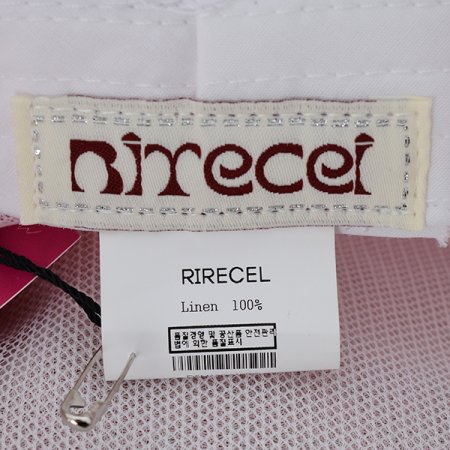 Rirecel
RIRECEL
Linen 100%
품질경영 및 공산품 안전관리
법에 의한 품질표시